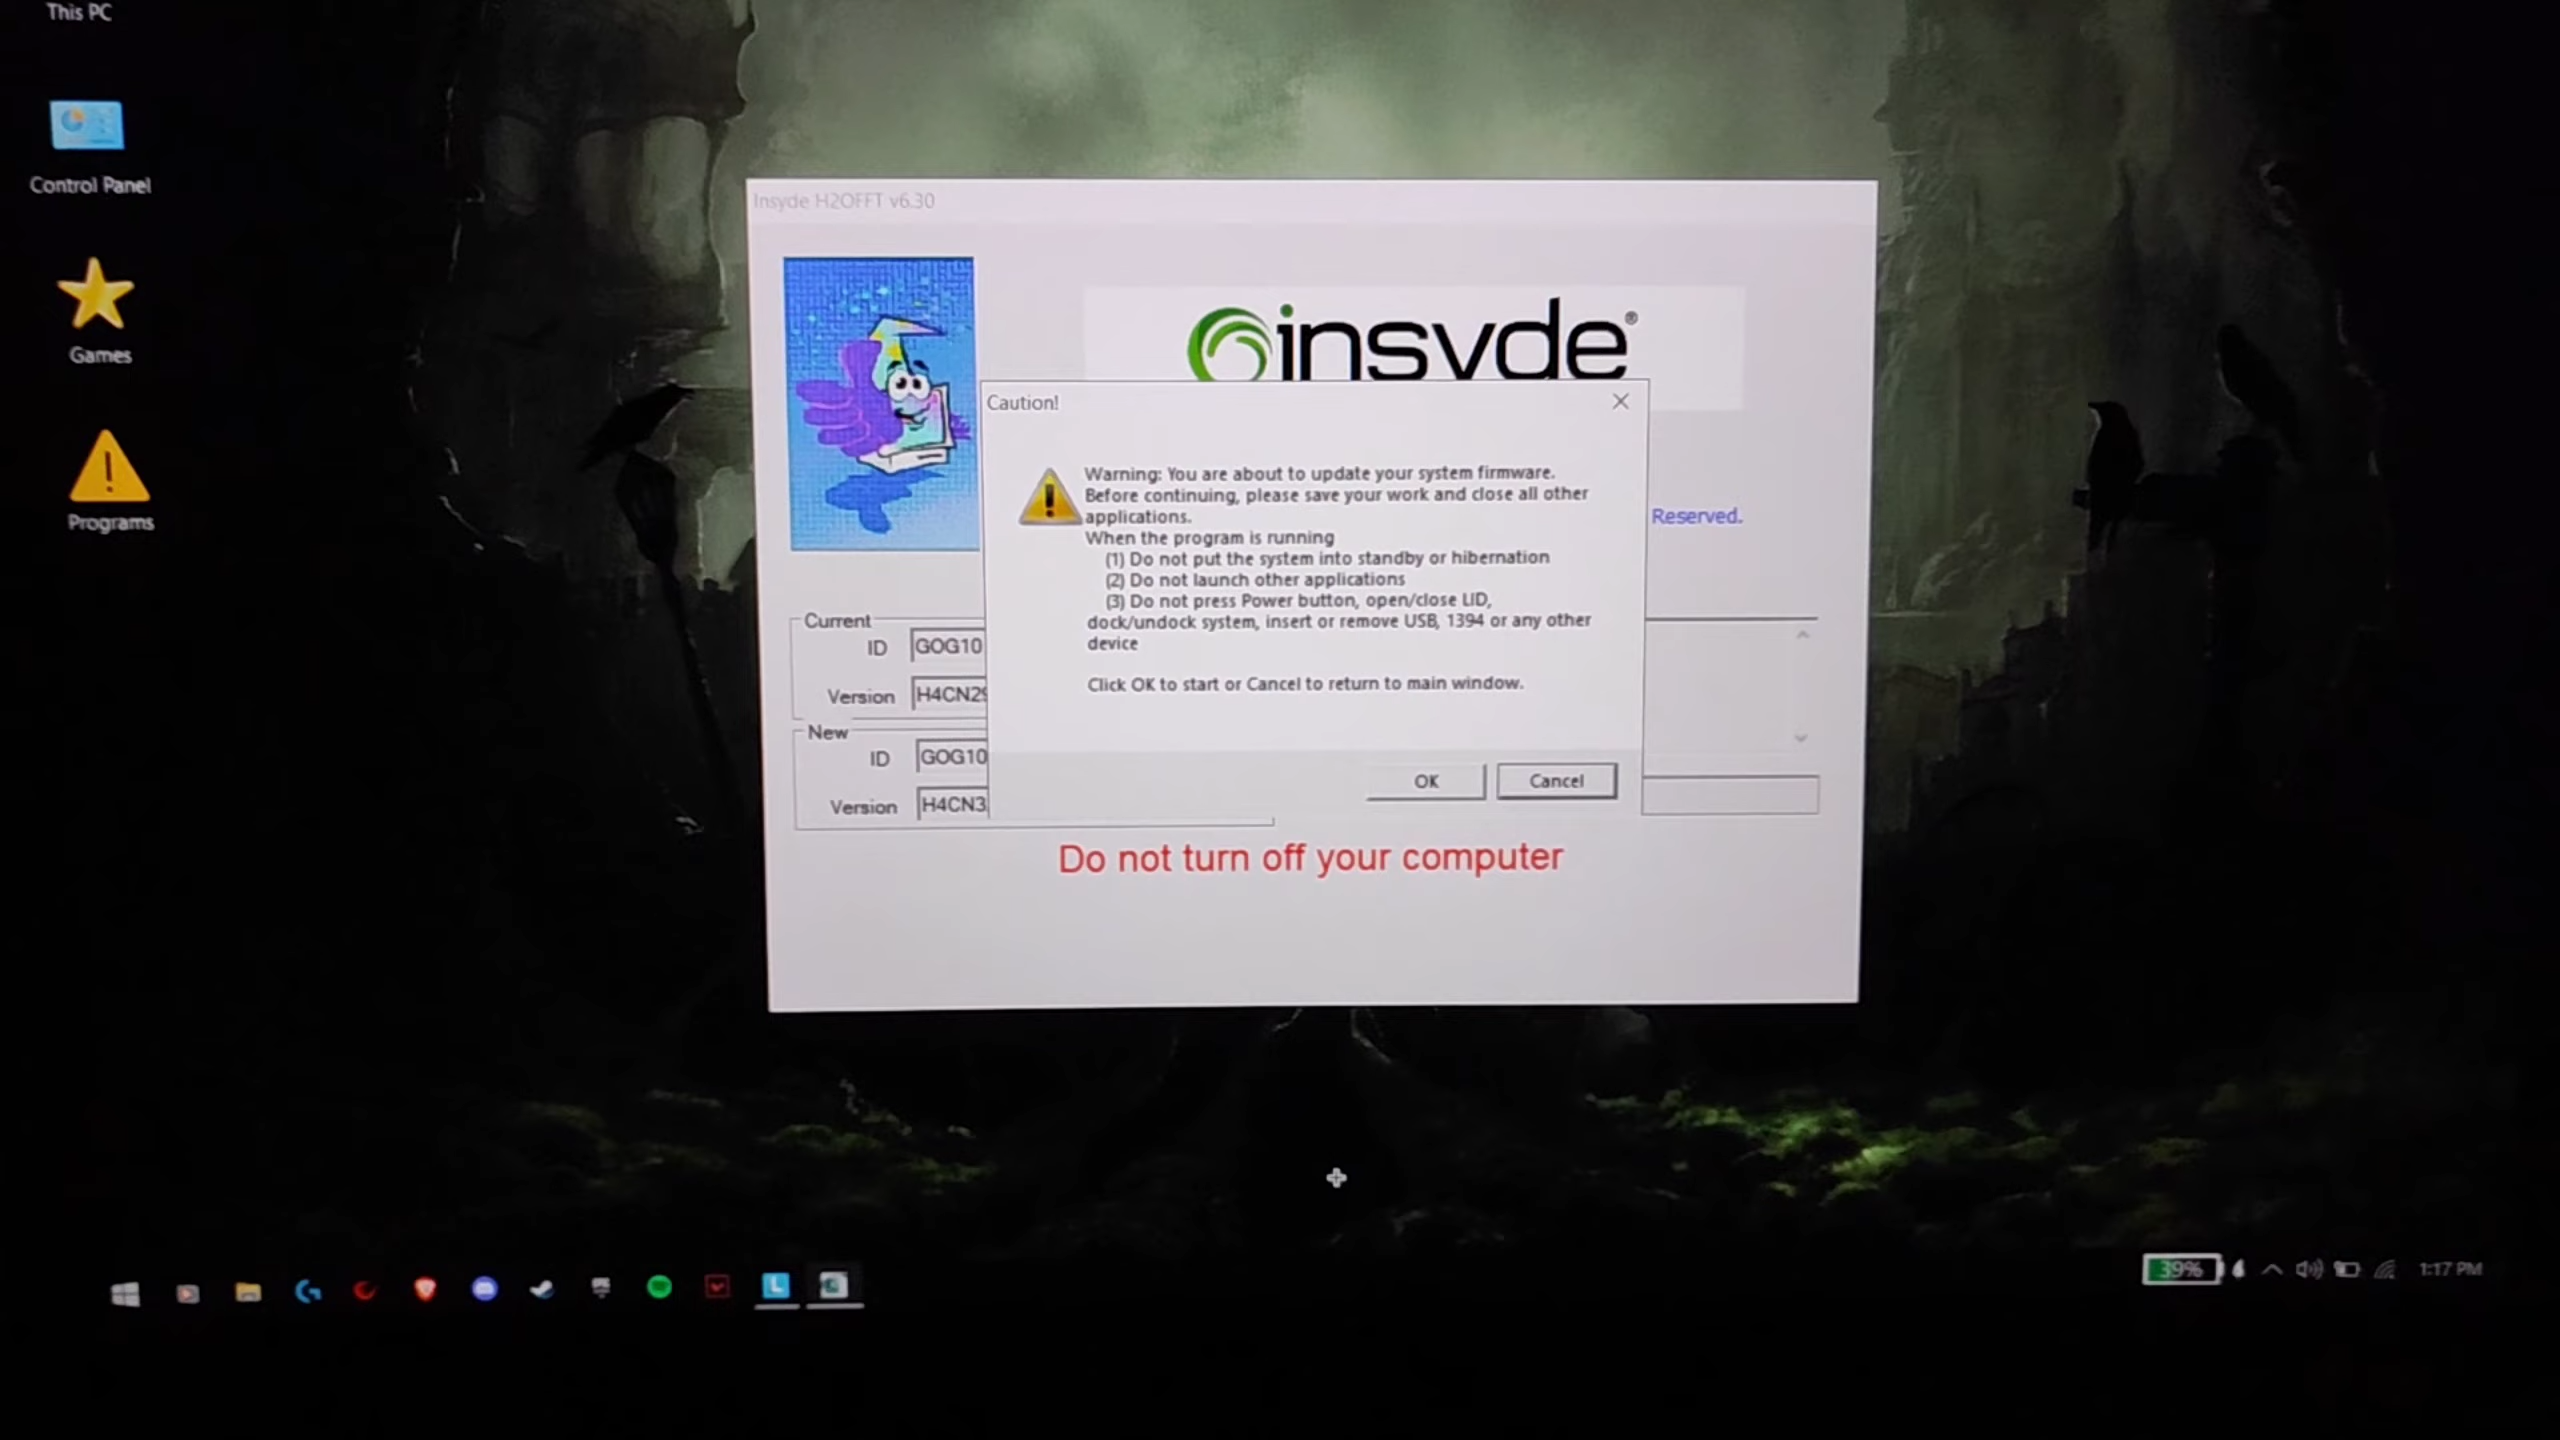 This PC
Control Panel
Games
Programs
Insyde H2OFFT v6.30
insyde®
Caution!
Warning: You are about to update your system firmware.
Before continuing, please save your work and close all other
applications.
When the program is running
(1) Do not put the system into standby or hibernation
(2) Do not launch other applications
(3) Do not press Power button, open/close LID,
dock/undock system, insert or remove USB, 1394 or any other
device
Click OK to start or Cancel to return to main window.
OK
Cancel
Reserved.
Current
ID GOG10
Version H4CN29
New
ID GOG10
Version H4CN3
Do not turn off your computer
39%
1:17 PM